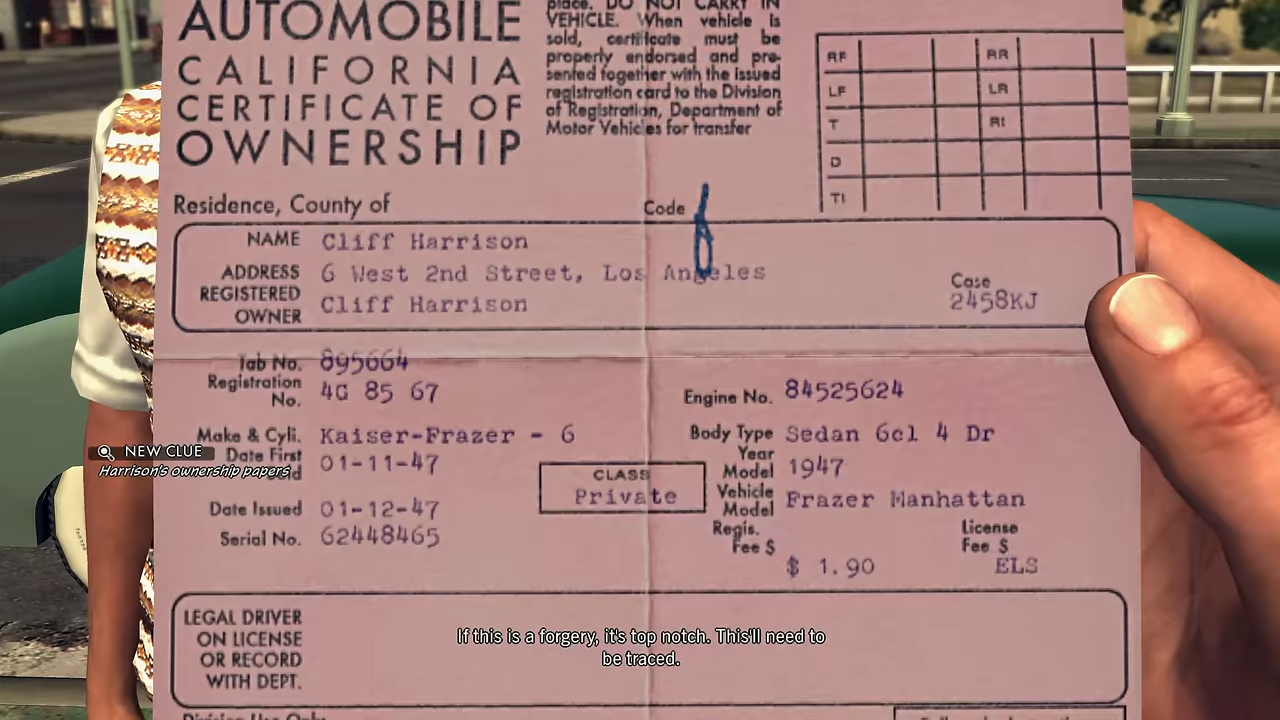 AUTOMOBILE
CALIFORNIA
CERTIFICATE OF
OWNERSHIP
place. DO NOT CARRY IN
VEHICLE. When vehicle is
sold, certificate must be
properly endorsed and pre-
sented together with the issued
registration card to the Division
of Registration, Department of
Motor Vehicles for transfer
RF RR
LF LR
T RI
D
TI
Residence, County of Code 6
NAME Cliff Harrison
ADDRESS 6 West 2nd Street, Los Angeles
REGISTERED OWNER Cliff Harrison
Case
2458KJ
Tab No. 895664
Registration No. 4G 85 67
Engine No. 84525624
Make & Cyli. Kaiser-Frazer - 6
Body Type Sedan 6cl 4 Dr
Date First 01-11-47
Year Model 1947
CLASS
Private
Vehicle Model Frazer Manhattan
Date Issued 01-12-47
Serial No. 62448465
Regis. Fee $
$ 1.90
License Fee $
ELS
NEW CLUE
Harrison's ownership papers
LEGAL DRIVER
ON LICENSE
OR RECORD
WITH DEPT.
If this is a forgery, it's top notch. This'll need to
be traced.
Division Use Only